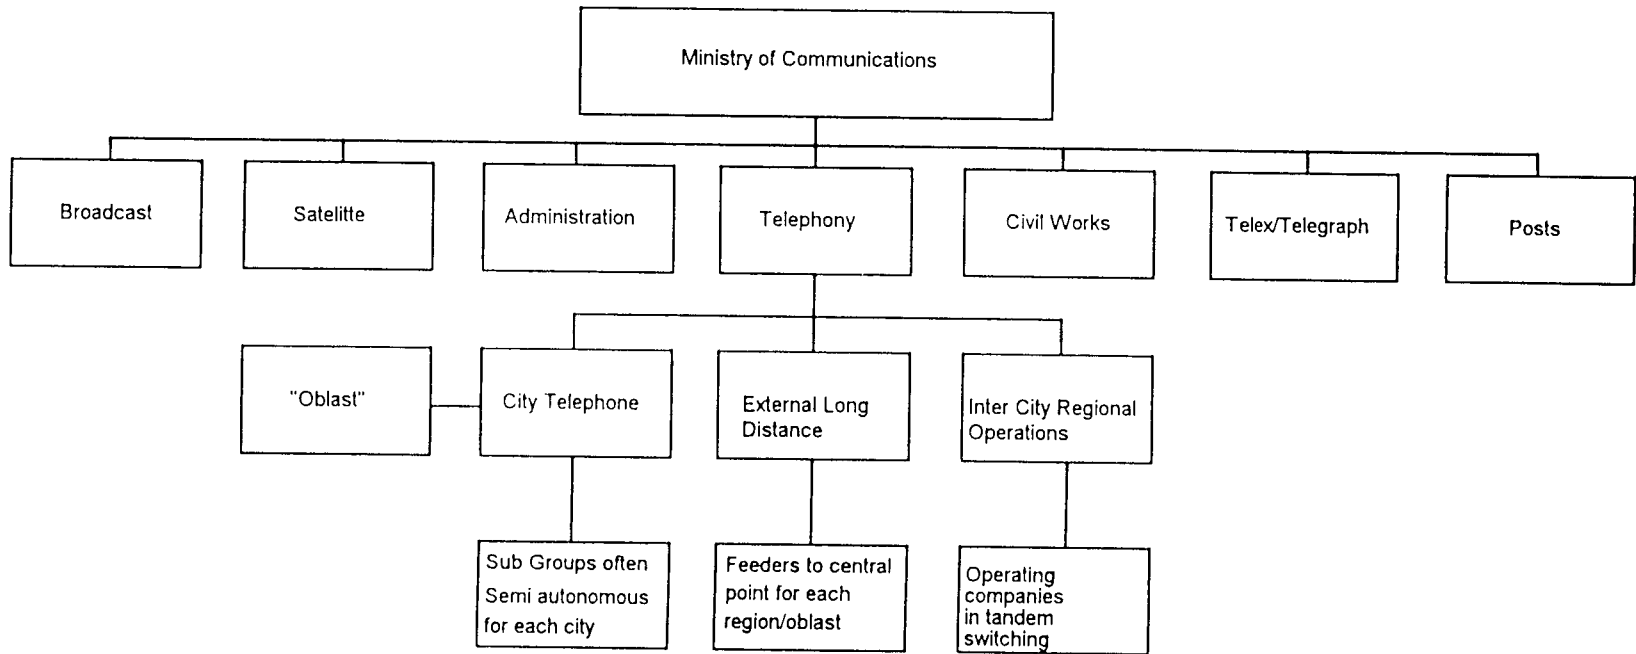 Ministry of Communications
Broadcast
Satelitte
Administration
Telephony
Civil Works
Telex/Telegraph
Posts
"Oblast"
City Telephone
External Long
Distance
Inter City Regional
Operations
Sub Groups often
Semi autonomous
for each city
Feeders to central
point for each
region/oblast
Operating
companies
in tandem
switching